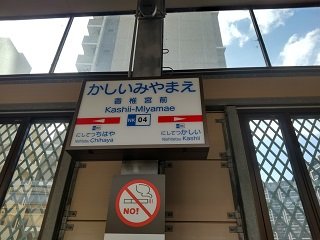 かしいみやまえ
香椎宮前
Kashii-Miyamae
NK 04
にしてつちはや
Nishitetsu Chihaya
にしてつかしい
Nishitetsu Kashii
NO!